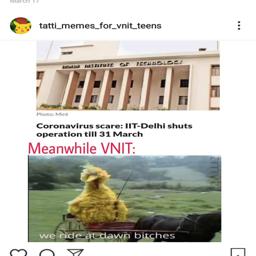 March 17
tatti_memes_for_vnit_teens
INDIAN INSTITUTE OF TECHNOLOGY
Photo: Mint
Coronavirus scare: IIT-Delhi shuts
operation till 31 March
Meanwhile VNIT:
we ride at dawn bitches